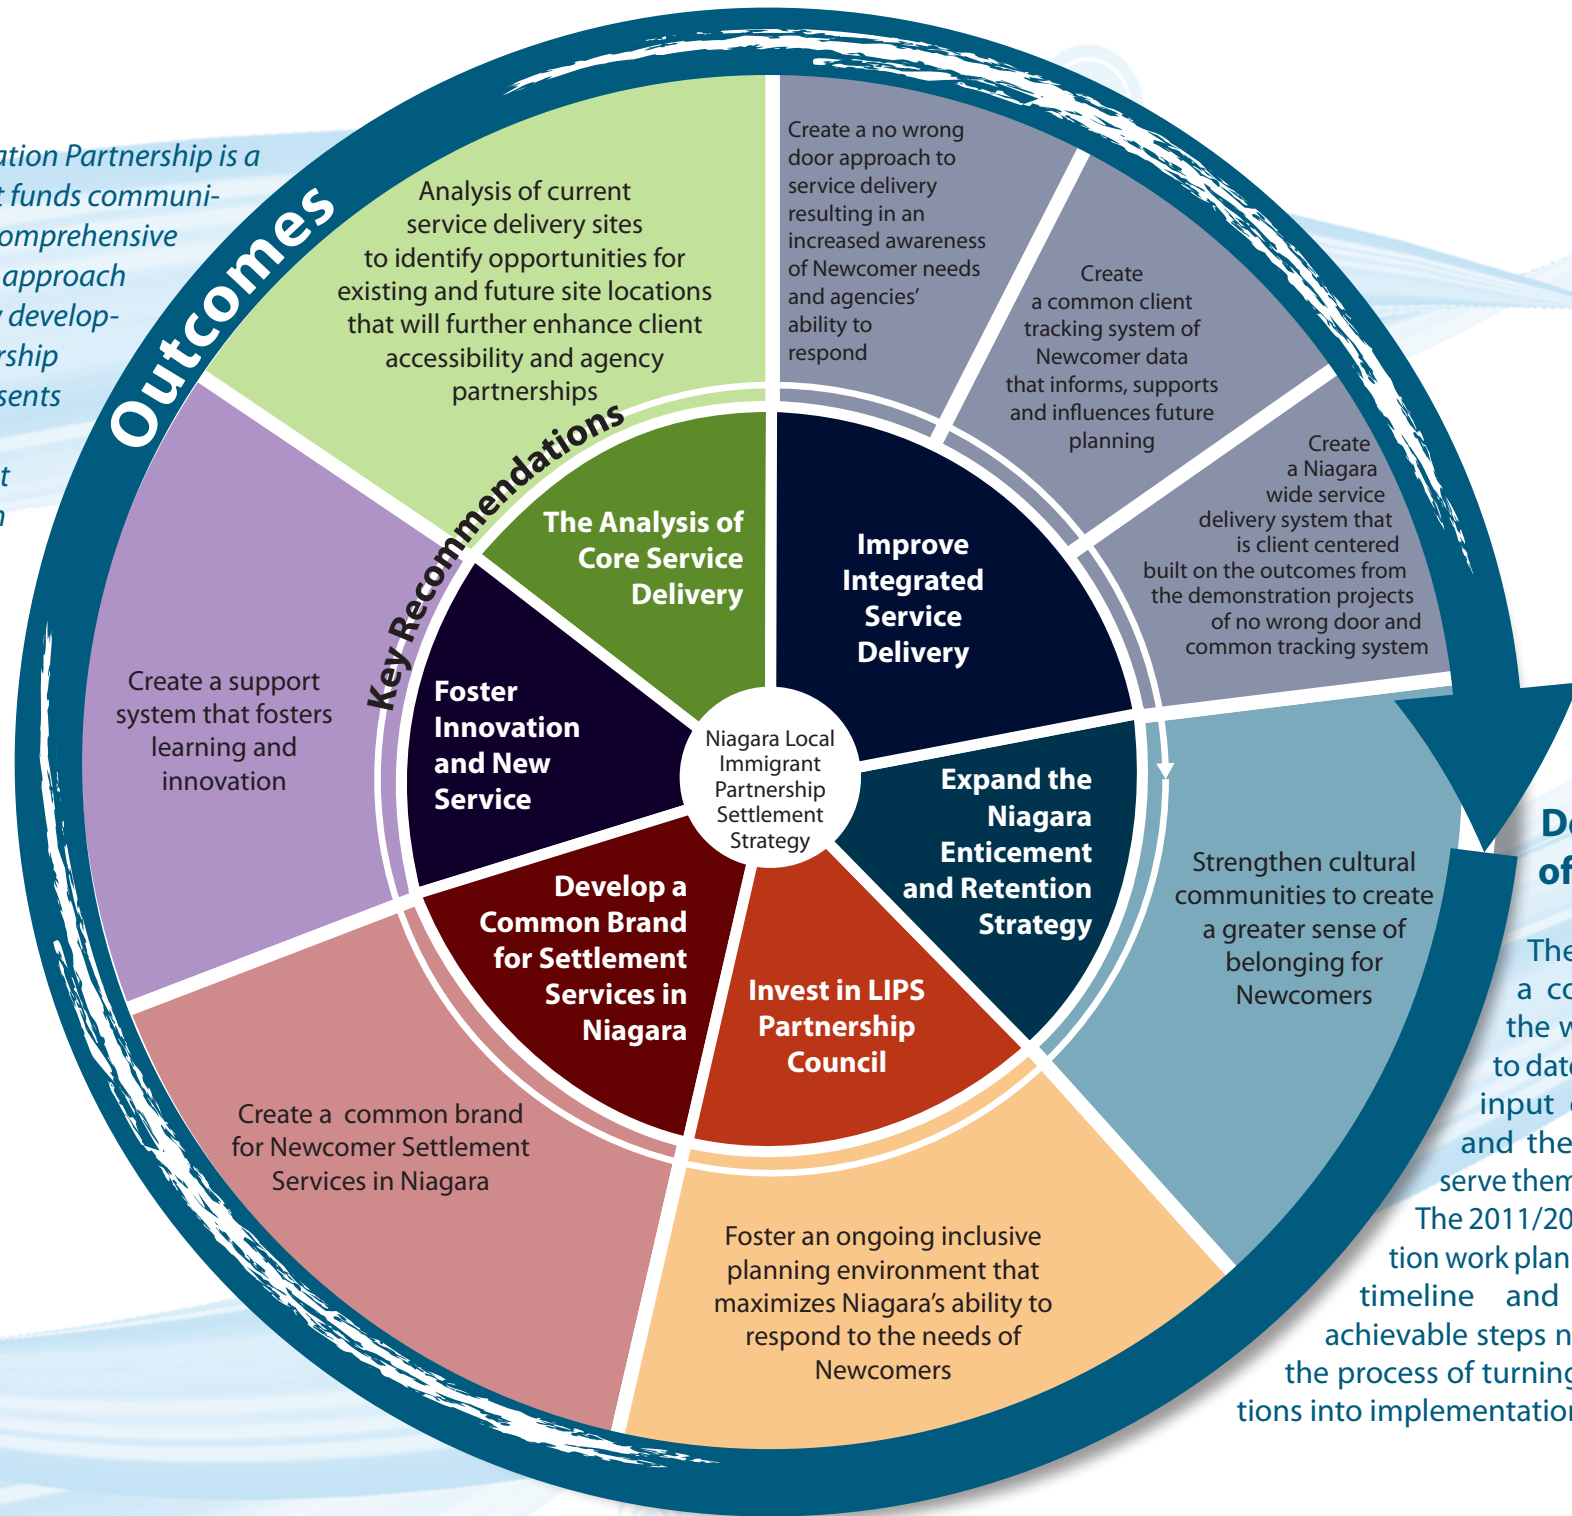 ation Partnership is a
t funds communi-
omprehensive
approach
develop-
rship
sents
t
Outcomes
Analysis of current
service delivery sites
to identify opportunities for
existing and future site locations
that will further enhance client
accessibility and agency
partnerships
Create a no wrong
door approach to
service delivery
resulting in an
increased awareness
of Newcomer needs
and agencies'
ability to
respond
Create
a common client
tracking system of
Newcomer data
that informs, supports
and influences future
planning
Create
a Niagara
wide service
delivery system that
is client centered
built on the outcomes from
the demonstration projects
of no wrong door and
common tracking system
Strengthen cultural
communities to create
a greater sense of
belonging for
Newcomers
Foster an ongoing inclusive
planning environment that
maximizes Niagara's ability to
respond to the needs of
Newcomers
Create a common brand
for Newcomer Settlement
Services in Niagara
Create a support
system that fosters
learning and
innovation
Key Recommendations
The Analysis of
Core Service
Delivery
Improve
Integrated
Service
Delivery
Expand the
Niagara
Enticement
and Retention
Strategy
Invest in LIPS
Partnership
Council
Develop a
Common Brand
for Settlement
Services in
Niagara
Foster
Innovation
and New
Service
Niagara Local
Immigrant
Partnership
Settlement
Strategy
De
of
The
a co
the w
to date
input
and the
serve them
The 2011/20
tion work plan
timeline and
achievable steps n
the process of turning
tions into implementation